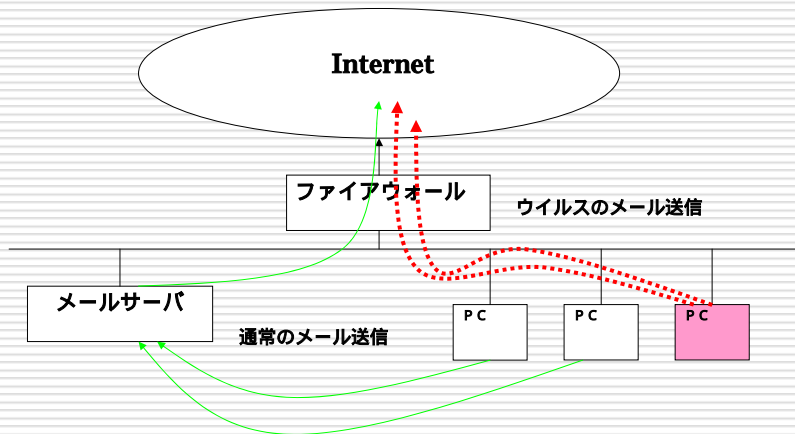 Internet
ファイアウォール
ウイルスのメール送信
メールサーバ
通常のメール送信
ＰＣ
ＰＣ
ＰＣ